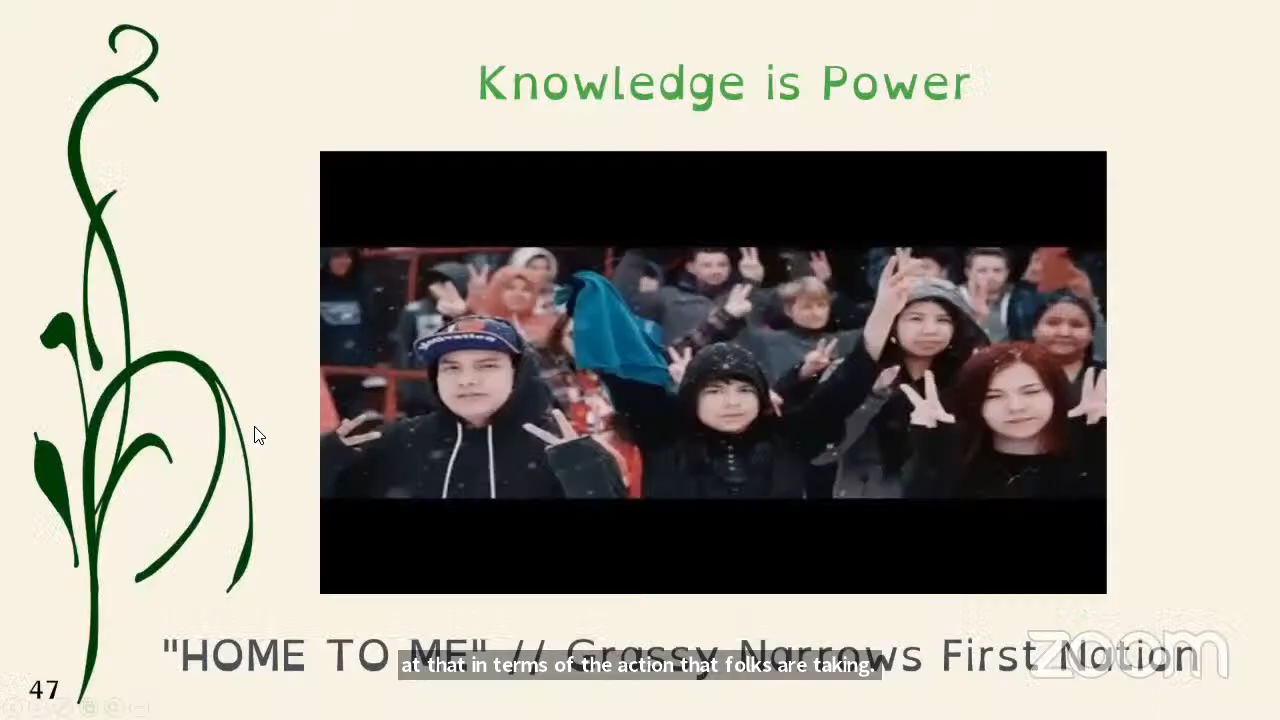 Knowledge is Power
Motivation
"HOME TO ME" // Grassy Narrows First Nation
at that in terms of the action that folks are taking.
zoom
47